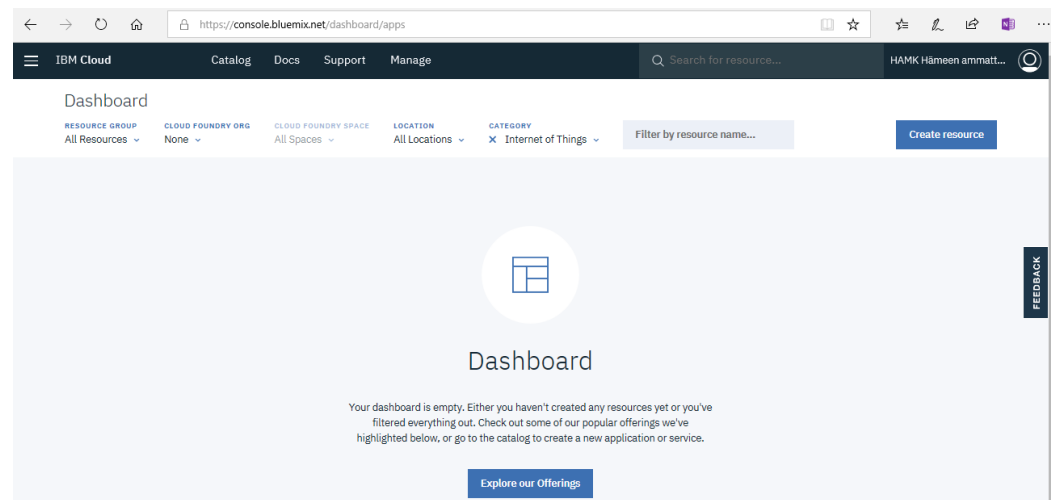 https://console.bluemix.net/dashboard/apps
IBM Cloud Catalog Docs Support Manage Search for resource... HAMK Hämeen ammatt...
Dashboard
RESOURCE GROUP CLOUD FOUNDRY ORG CLOUD FOUNDRY SPACE LOCATION CATEGORY
All Resources None All Spaces All Locations Internet of Things Filter by resource name... Create resource
FEEDBACK
Dashboard
Your dashboard is empty. Either you haven't created any resources yet or you've
filtered everything out. Check out some of our popular offerings we've
highlighted below, or go to the catalog to create a new application or service.
Explore our Offerings